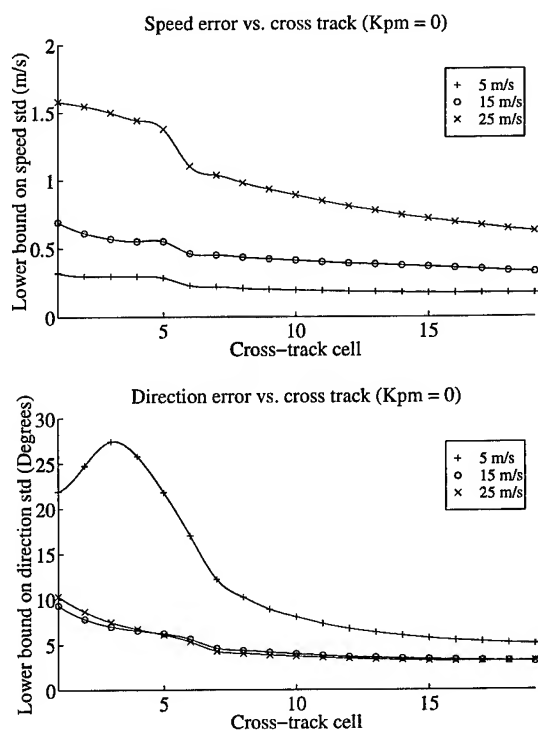 Speed error vs. cross track (Kpm = 0)
Lower bound on speed std (m/s)
2
1.5
1
0.5
0
5 m/s
15 m/s
25 m/s
5
10
15
Cross-track cell
Direction error vs. cross track (Kpm = 0)
Lower bound on direction std (Degrees)
30
25
20
15
10
5
0
5 m/s
15 m/s
25 m/s
5
10
15
Cross-track cell